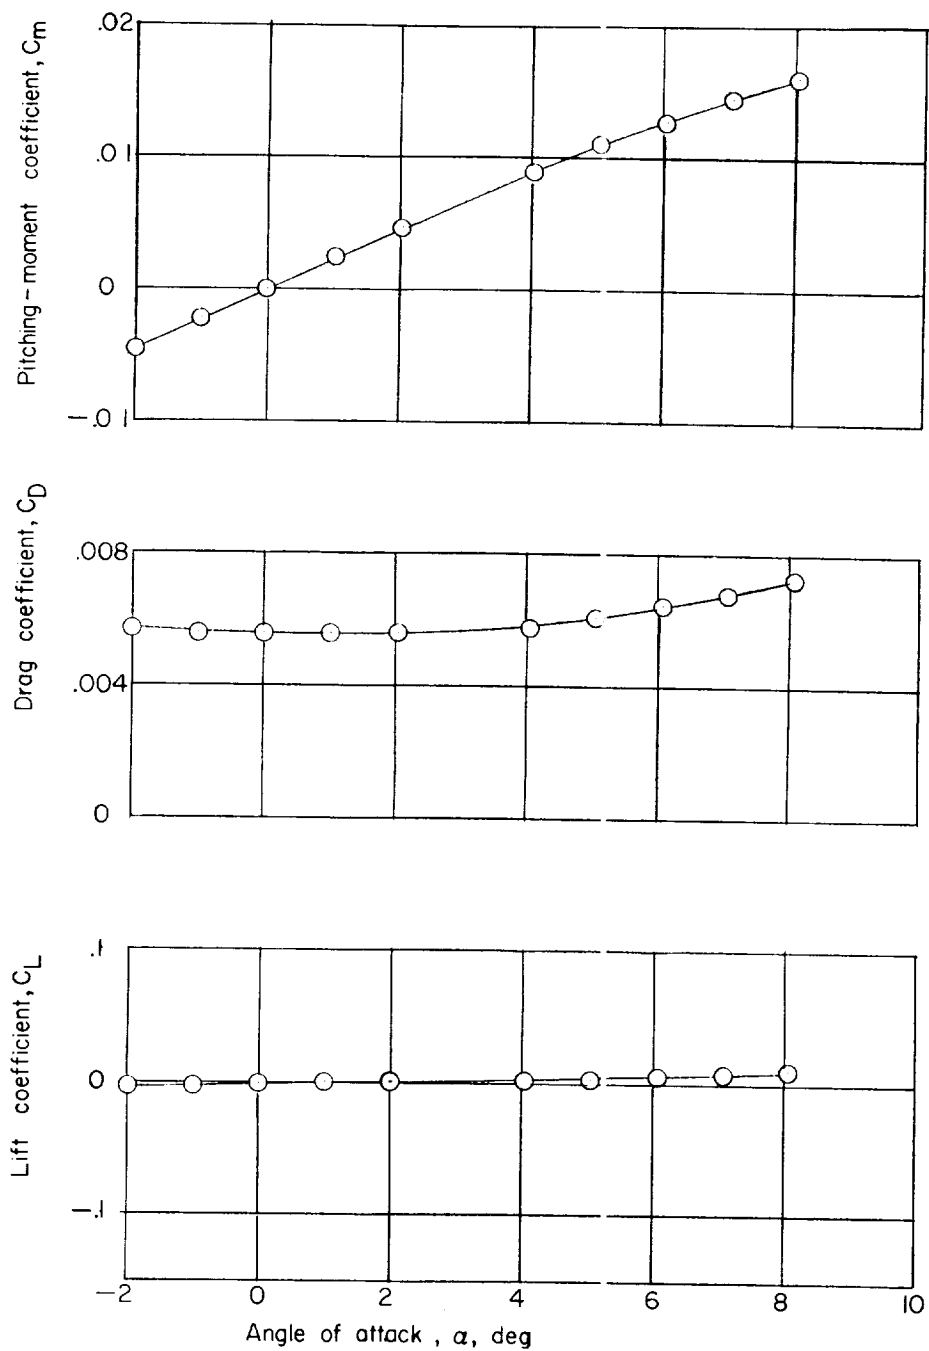 Pitching-moment coefficient, Cm
.02
.01
0
-.01
Drag coefficient, CD
.008
.004
0
Lift coefficient, CL
.1
0
-.1
-2 0 2 4 6 8 10
Angle of attack, α, deg